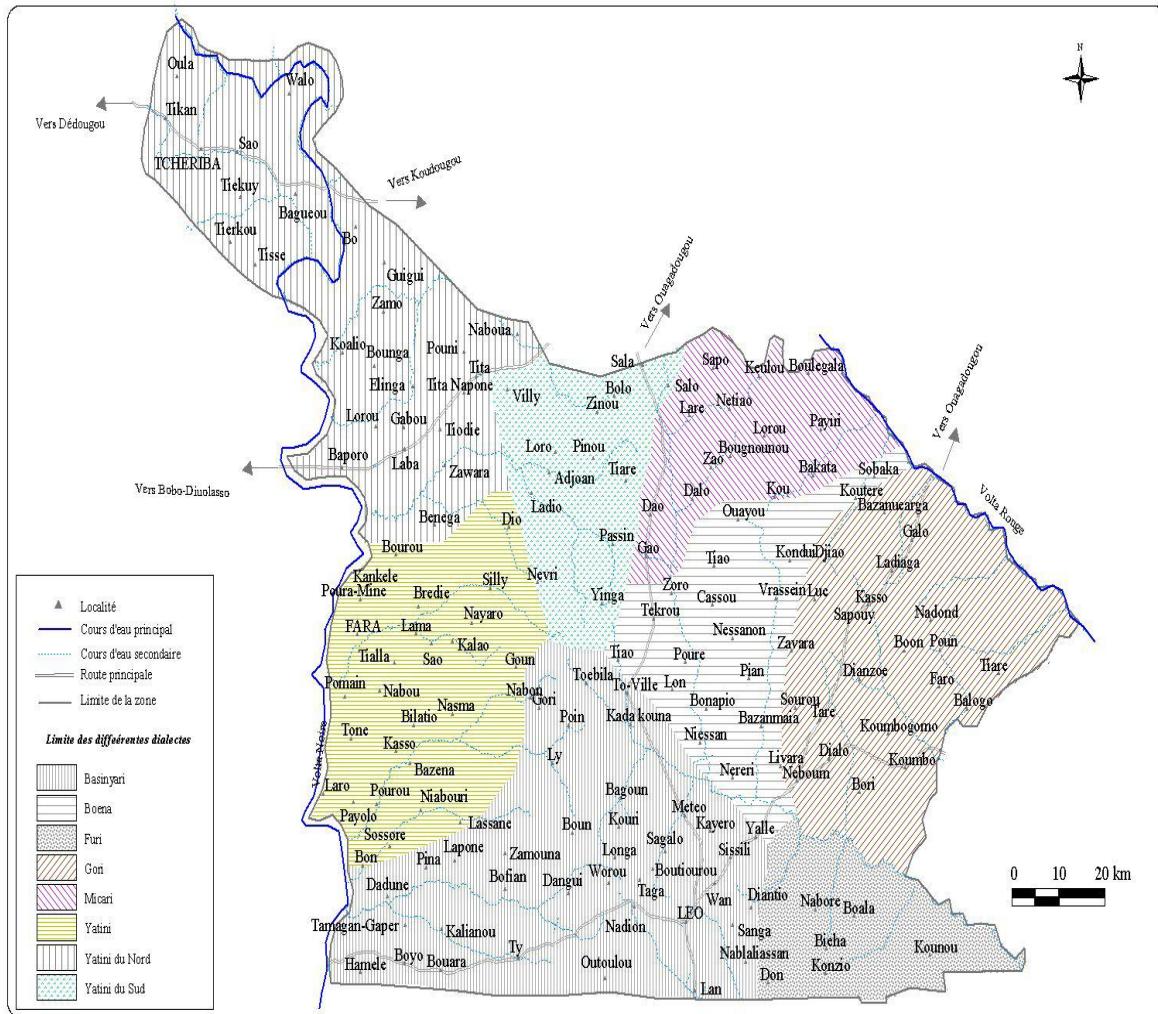 N
Oula
Walo
Tikan
Vers Dédougou
Sao
TCHERIBA
Vers Koudougou
Tiekuy
Bagueou
Tierkou
Bo
Tisse
Guigui
Zamo
Vers Ouagadougou
Naboua
Koalio
Bounga
Pouni
Tita
Sala
Sapo
Keulou
Boulegala
Elinga
Tita Napone
Villy
Bolo
Zinou
Salo
Lare
Netiao
Vers Ouagadougou
Lorou
Gabou
Tiodie
Lorou
Payiri
Baporo
Laba
Zawara
Loro
Pinou
Bougnounou
Zao
Adjoan
Tiare
Bakata
Sobaka
Vers Bobo-Diuolasso
Ladio
Dalo
Kou
Koutere
Bazanuearga
Volta Rouge
Benega
Dio
Dao
Ouayou
Passin
Galo
Bourou
Gao
Tiao
Kondui
Djiao
Ladiaga
Kankele
Silly
Nevri
Poura-Mine
Bredie
Yinga
Zoro
Cassou
Vrassein
Lue
Kasso
Nayaro
Tekrou
Sapouy
Nadond
FARA
Lama
Kalao
Nessanon
Zavara
Boon
Poun
Tialla
Sao
Goun
Tiao
Poure
Pian
Dianzoe
Tiare
Pomain
Nabou
Nabon
Toebila
To-Ville
Lon
Faro
Gori
Bonapio
Sourou
Balogo
Bilatio
Nasma
Poin
Kada kouna
Bazanmaia
Tare
Koumbogomo
Tone
Kasso
Ly
Niessan
Dialo
Volta Noire
Bazena
Livara
Neboum
Koumbo
Laro
Nereri
Bori
Pourou
Niabouri
Bagoun
Payolo
Meteo
Kayero
Sossore
Lassane
Boun
Kouri
Yalle
Bon
Pina
Lapone
Zamouna
Sagalo
Sissili
Longa
Dadune
Bofian
Dangui
Worou
Boutiourou
Taga
Wan
Diantio
Nabore
Boala
Tamagan-Gaper
Kalianou
Nadion
LEO
Sanga
Bieha
Kounou
Boyo
Bouara
Ty
Nablaliassan
Hamele
Outoulou
Don
Konzio
Lan
0 10 20 km
Localité
Cours d'eau principal
Cours d'eau secondaire
Route principale
Limite de la zone
Limite des diffeérentes dialectes
Basinyari
Boena
Furi
Gori
Micari
Yatini
Yatini du Nord
Yatini du Sud